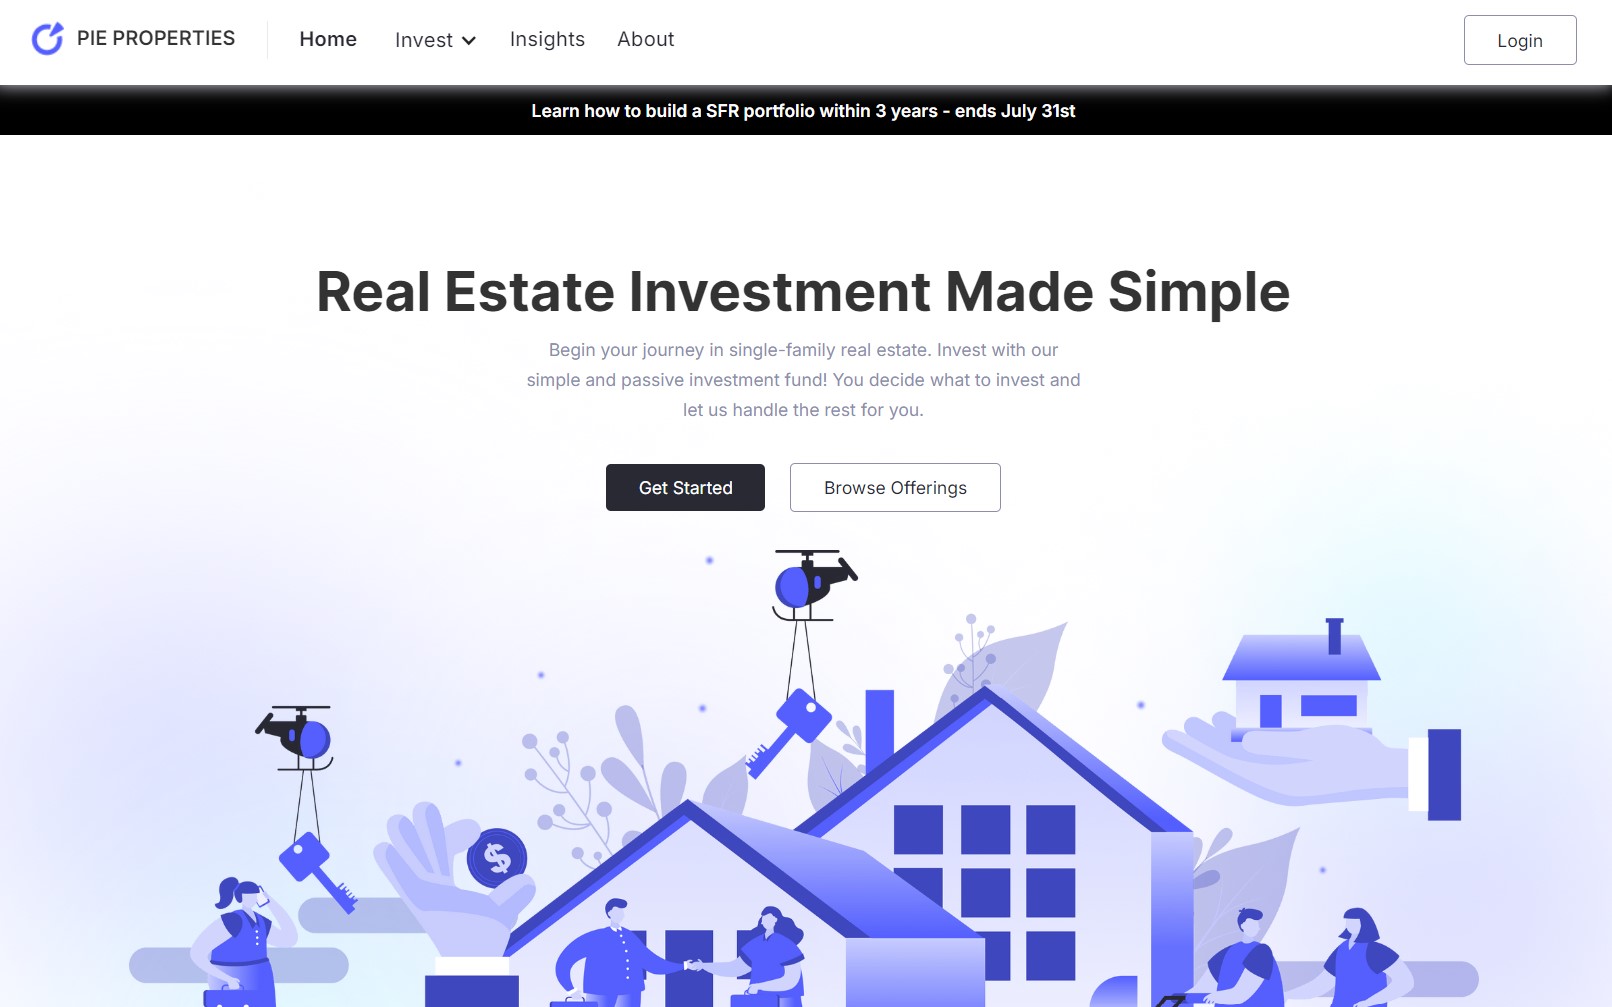 PIE PROPERTIES
Home
Invest
Insights
About
Login
Learn how to build a SFR portfolio within 3 years - ends July 31st
Real Estate Investment Made Simple
Begin your journey in single-family real estate. Invest with our
simple and passive investment fund! You decide what to invest and
let us handle the rest for you.
Get Started
Browse Offerings
$